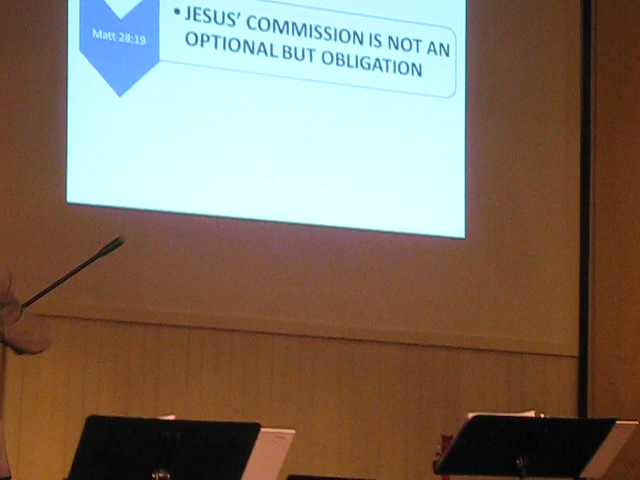 Matt 28:19
• JESUS' COMMISSION IS NOT AN
OPTIONAL BUT OBLIGATION